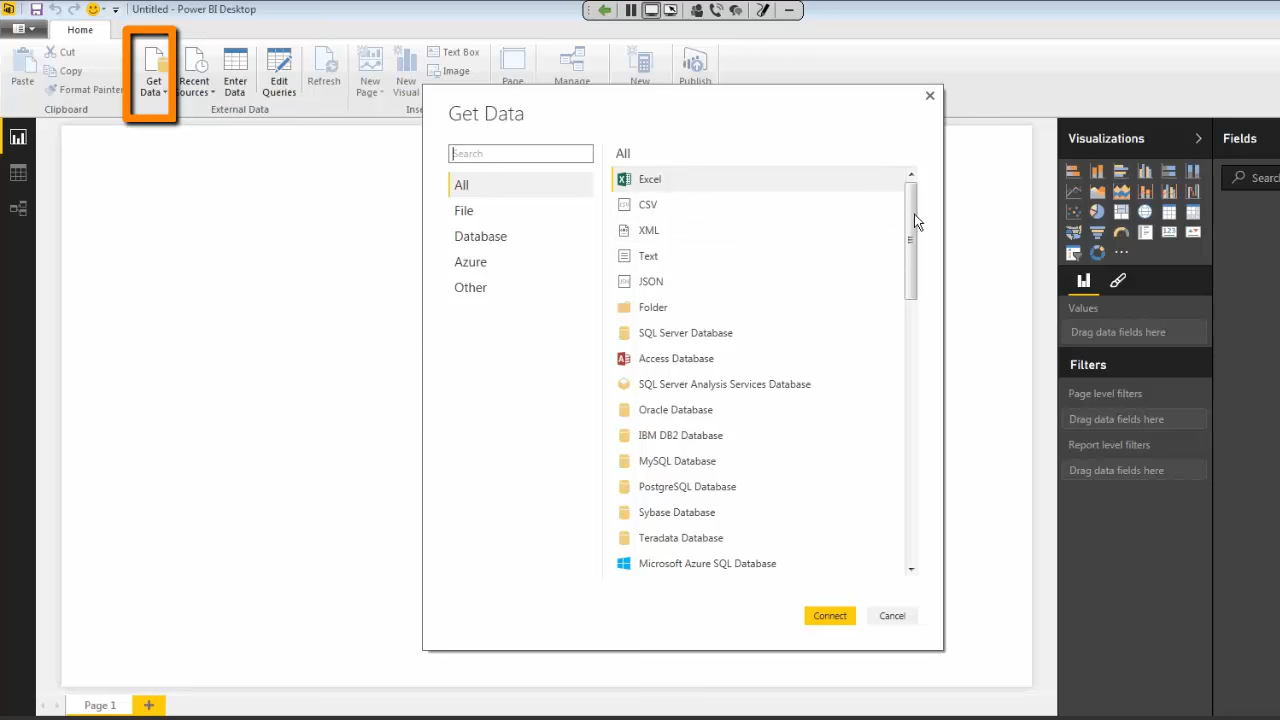 Untitled - Power BI Desktop
Home
Paste
Cut
Copy
Format Painter
Clipboard
Get
Data
Recent
Sources
Enter
Data
Edit
Queries
External Data
Refresh
New
Page
New
Visual
Text Box
Image
Page
Manage
New
Publish
Get Data
Search
All
File
Database
Azure
Other
All
Excel
CSV
XML
Text
JSON
Folder
SQL Server Database
Access Database
SQL Server Analysis Services Database
Oracle Database
IBM DB2 Database
MySQL Database
PostgreSQL Database
Sybase Database
Teradata Database
Microsoft Azure SQL Database
Connect
Cancel
Visualizations
Values
Drag data fields here
Filters
Page level filters
Drag data fields here
Report level filters
Drag data fields here
Fields
Search
Page 1